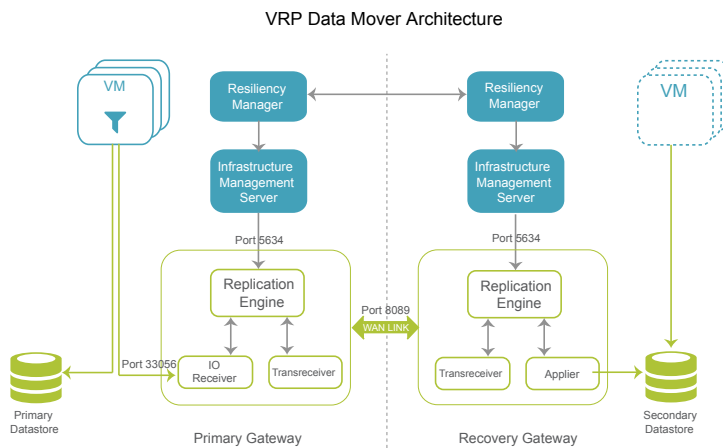 VRP Data Mover Architecture
VM
Resiliency
Manager
Resiliency
Manager
VM
Infrastructure
Management
Server
Infrastructure
Management
Server
Port 5634
Port 5634
Replication
Engine
Replication
Engine
Port 8089
WAN LINK
Port 33056
IO
Receiver
Transreceiver
Transreceiver
Applier
Primary
Datastore
Secondary
Datastore
Primary Gateway
Recovery Gateway